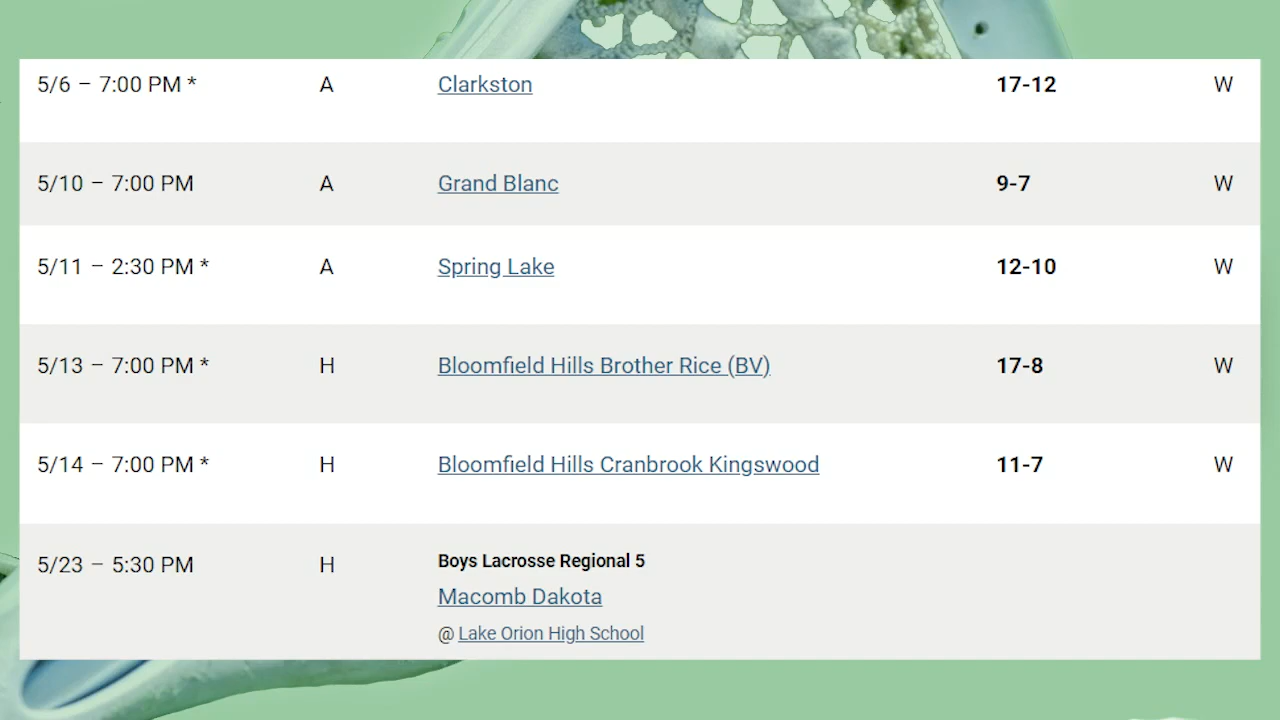 5/6 – 7:00 PM * A Clarkston 17-12 W
5/10 – 7:00 PM A Grand Blanc 9-7 W
5/11 – 2:30 PM * A Spring Lake 12-10 W
5/13 – 7:00 PM * H Bloomfield Hills Brother Rice (BV) 17-8 W
5/14 – 7:00 PM * H Bloomfield Hills Cranbrook Kingswood 11-7 W
5/23 – 5:30 PM H Boys Lacrosse Regional 5
Macomb Dakota
@ Lake Orion High School